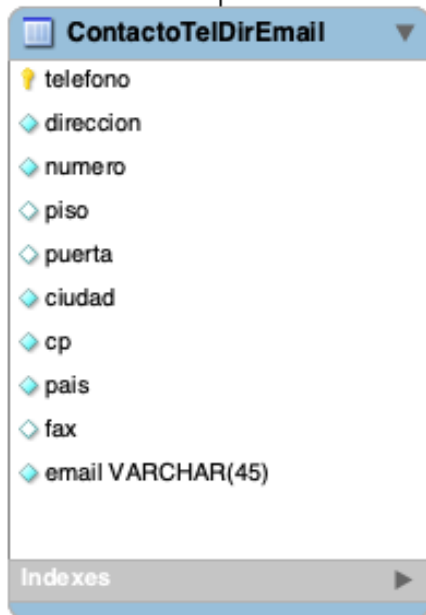 ContactoTelDirEmail
telefono
direccion
numero
piso
puerta
ciudad
cp
pais
fax
email VARCHAR(45)
Indexes